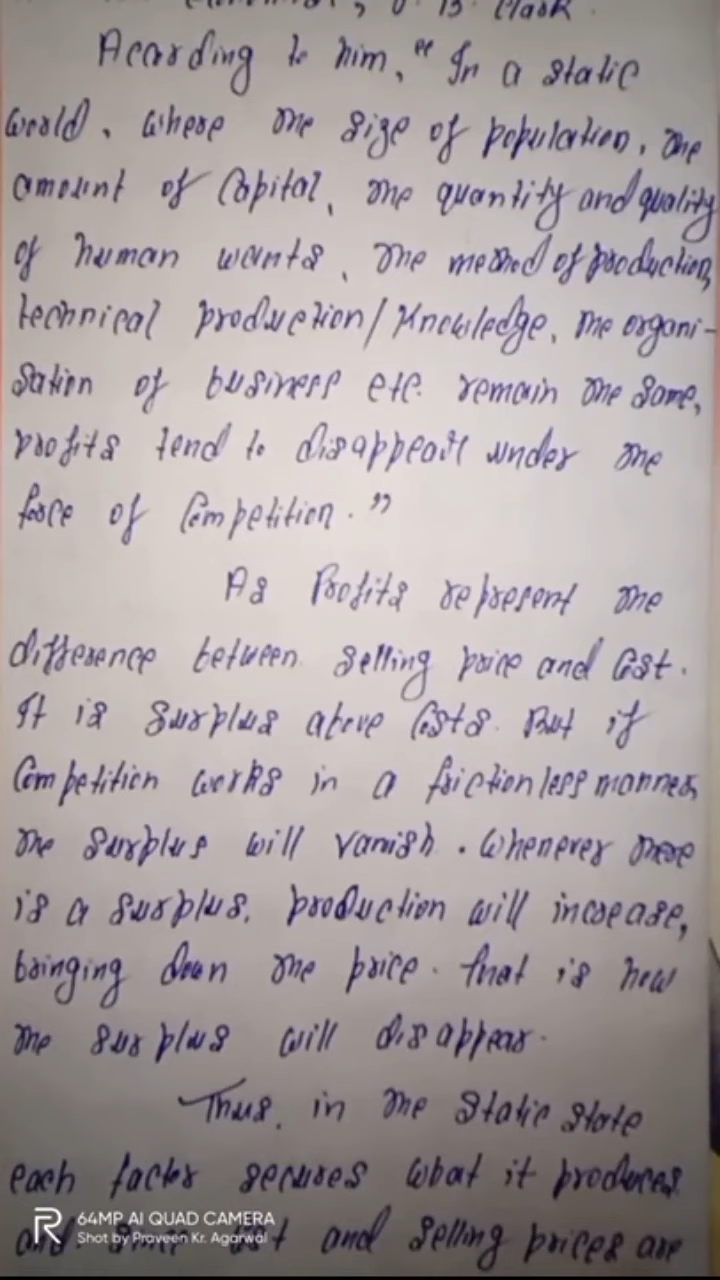 J. B. Clark.
Acording to him, "In a static
world, where the size of population, the
amount of Capital, the quantity and quality
of human wants, the method of production,
technical production/Knowledge, the organi-
sation of business etc. remain the same,
profits tend to disappear under the
force of Competition."
As Profits represent the
difference between selling price and Cost.
It is surplus above Costs. But if
Competition works in a frictionless manner,
the surplus will vanish. Whenever there
is a surplus, production will increase,
bringing down the price. That is how
the surplus will disappear.
Thus, in the static state
each factor secures what it produces
and since Cost and selling prices are
64MP AI QUAD CAMERA
Shot by Praveen Kr. Agarwal